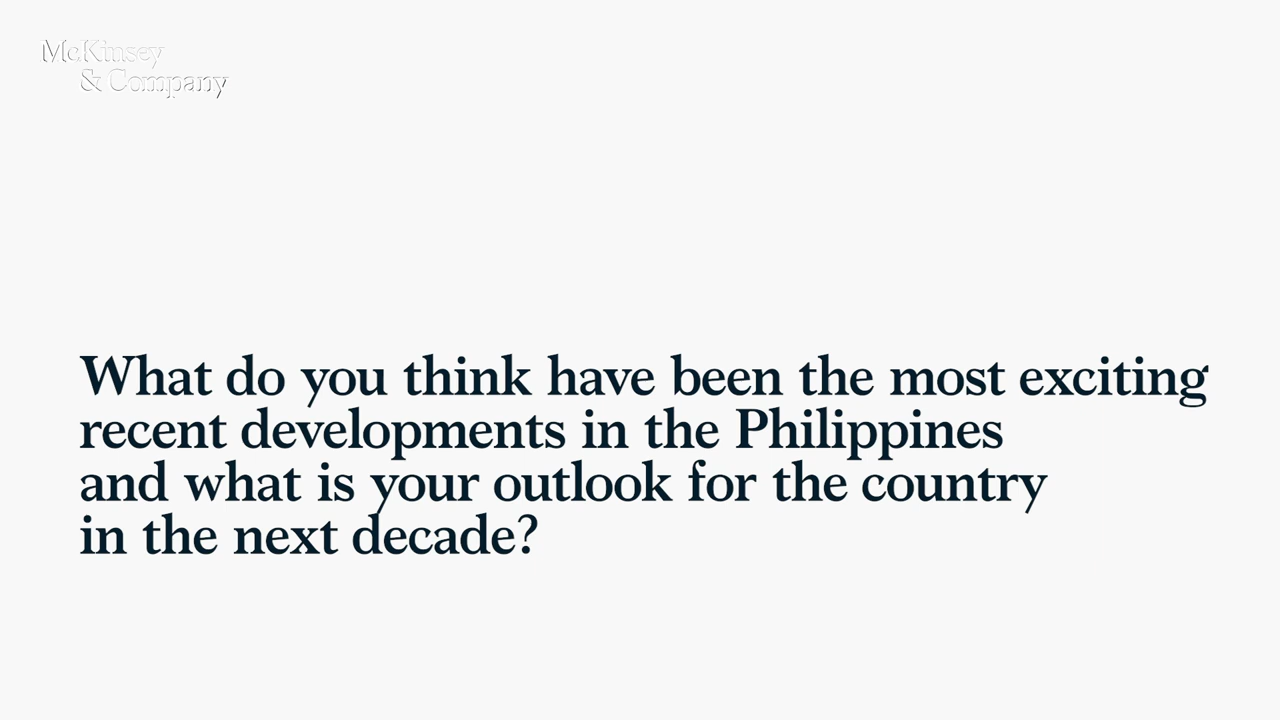 McKinsey
& Company
What do you think have been the most exciting
recent developments in the Philippines
and what is your outlook for the country
in the next decade?